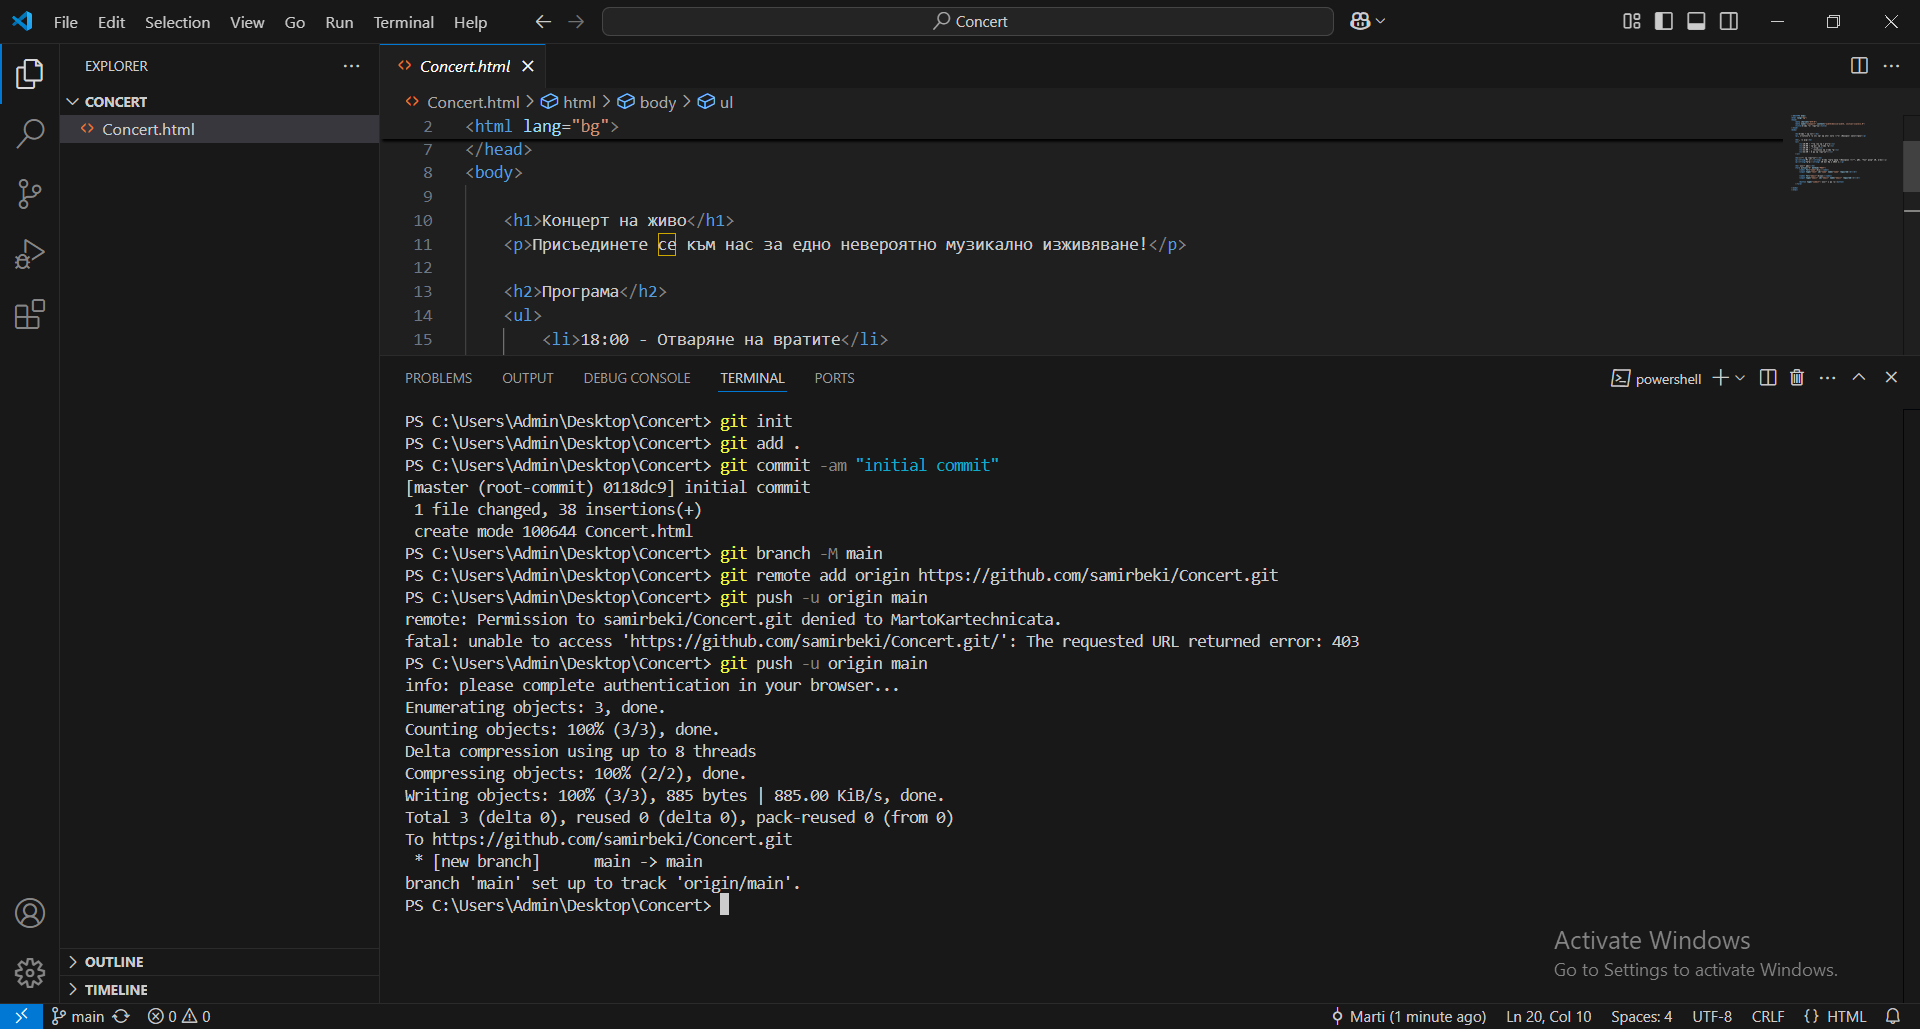 File Edit Selection View Go Run Terminal Help
Concert
EXPLORER
CONCERT
Concert.html
OUTLINE
TIMELINE
Concert.html
Concert.html > html > body > ul
2 <html lang="bg">
7 </head>
8 <body>
9
10 <h1>Концерт на живо</h1>
11 <p>Присъединете се към нас за едно невероятно музикално изживяване!</p>
12
13 <h2>Програма</h2>
14 <ul>
15 <li>18:00 - Отваряне на вратите</li>
PROBLEMS OUTPUT DEBUG CONSOLE TERMINAL PORTS
powershell
PS C:\Users\Admin\Desktop\Concert> git init
PS C:\Users\Admin\Desktop\Concert> git add .
PS C:\Users\Admin\Desktop\Concert> git commit -am "initial commit"
[master (root-commit) 0118dc9] initial commit
1 file changed, 38 insertions(+)
create mode 100644 Concert.html
PS C:\Users\Admin\Desktop\Concert> git branch -M main
PS C:\Users\Admin\Desktop\Concert> git remote add origin https://github.com/samirbeki/Concert.git
PS C:\Users\Admin\Desktop\Concert> git push -u origin main
remote: Permission to samirbeki/Concert.git denied to MartoKartechnicata.
fatal: unable to access 'https://github.com/samirbeki/Concert.git/': The requested URL returned error: 403
PS C:\Users\Admin\Desktop\Concert> git push -u origin main
info: please complete authentication in your browser...
Enumerating objects: 3, done.
Counting objects: 100% (3/3), done.
Delta compression using up to 8 threads
Compressing objects: 100% (2/2), done.
Writing objects: 100% (3/3), 885 bytes | 885.00 KiB/s, done.
Total 3 (delta 0), reused 0 (delta 0), pack-reused 0 (from 0)
To https://github.com/samirbeki/Concert.git
* [new branch]      main -> main
branch 'main' set up to track 'origin/main'.
PS C:\Users\Admin\Desktop\Concert>
Activate Windows
Go to Settings to activate Windows.
main 0 0 Marti (1 minute ago) Ln 20, Col 10 Spaces: 4 UTF-8 CRLF {} HTML